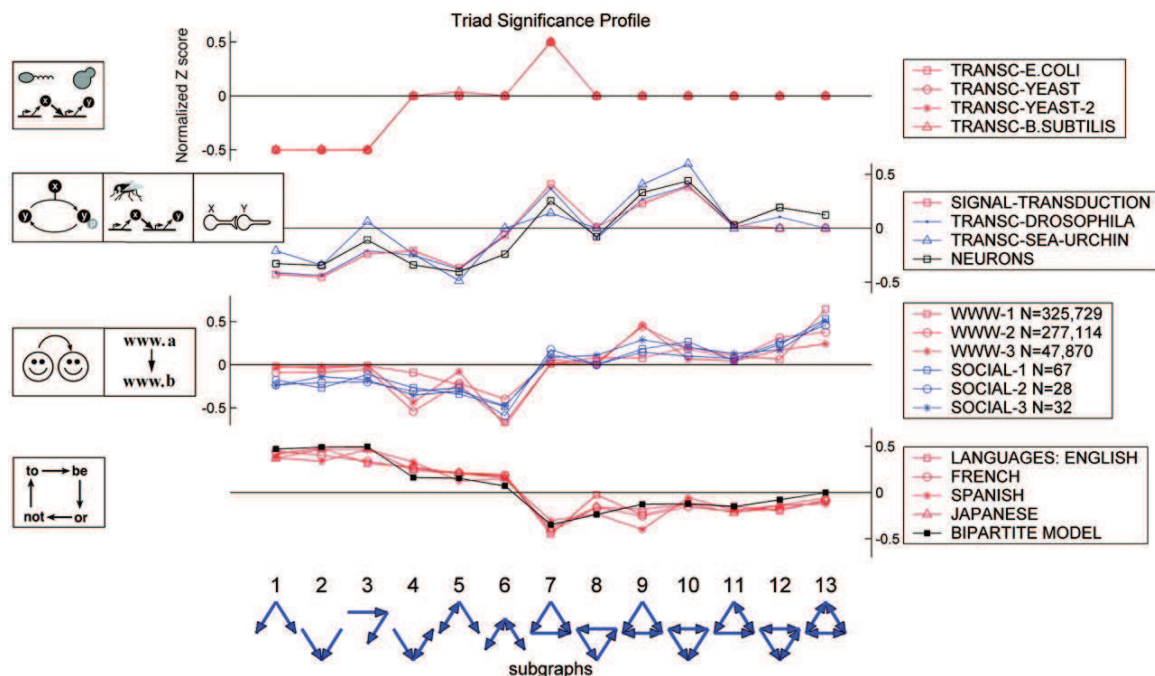 Triad Significance Profile
Normalized Z score
0.5
0
-0.5
x
y
TRANSC-E.COLI
TRANSC-YEAST
TRANSC-YEAST-2
TRANSC-B.SUBTILIS
x
y
y
p
x
Y
X
Y
0.5
0
-0.5
SIGNAL-TRANSDUCTION
TRANSC-DROSOPHILA
TRANSC-SEA-URCHIN
NEURONS
www.a
www.b
0.5
0
-0.5
WWW-1 N=325,729
WWW-2 N=277,114
WWW-3 N=47,870
SOCIAL-1 N=67
SOCIAL-2 N=28
SOCIAL-3 N=32
to be
not or
0.5
0
-0.5
LANGUAGES: ENGLISH
FRENCH
SPANISH
JAPANESE
BIPARTITE MODEL
1 2 3 4 5 6 7 8 9 10 11 12 13
subgraphs